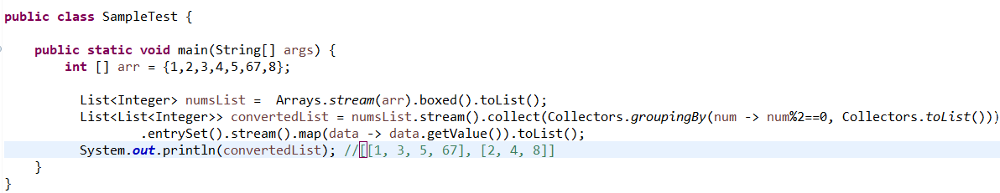 public class SampleTest {
public static void main(String[] args) {
int [] arr = {1,2,3,4,5,67,8};
List<Integer> numsList =  Arrays.stream(arr).boxed().toList();
List<List<Integer>> convertedList = numsList.stream().collect(Collectors.groupingBy(num -> num%2==0, Collectors.toList()))
.entrySet().stream().map(data -> data.getValue()).toList();
System.out.println(convertedList); //[[1, 3, 5, 67], [2, 4, 8]]
}
}